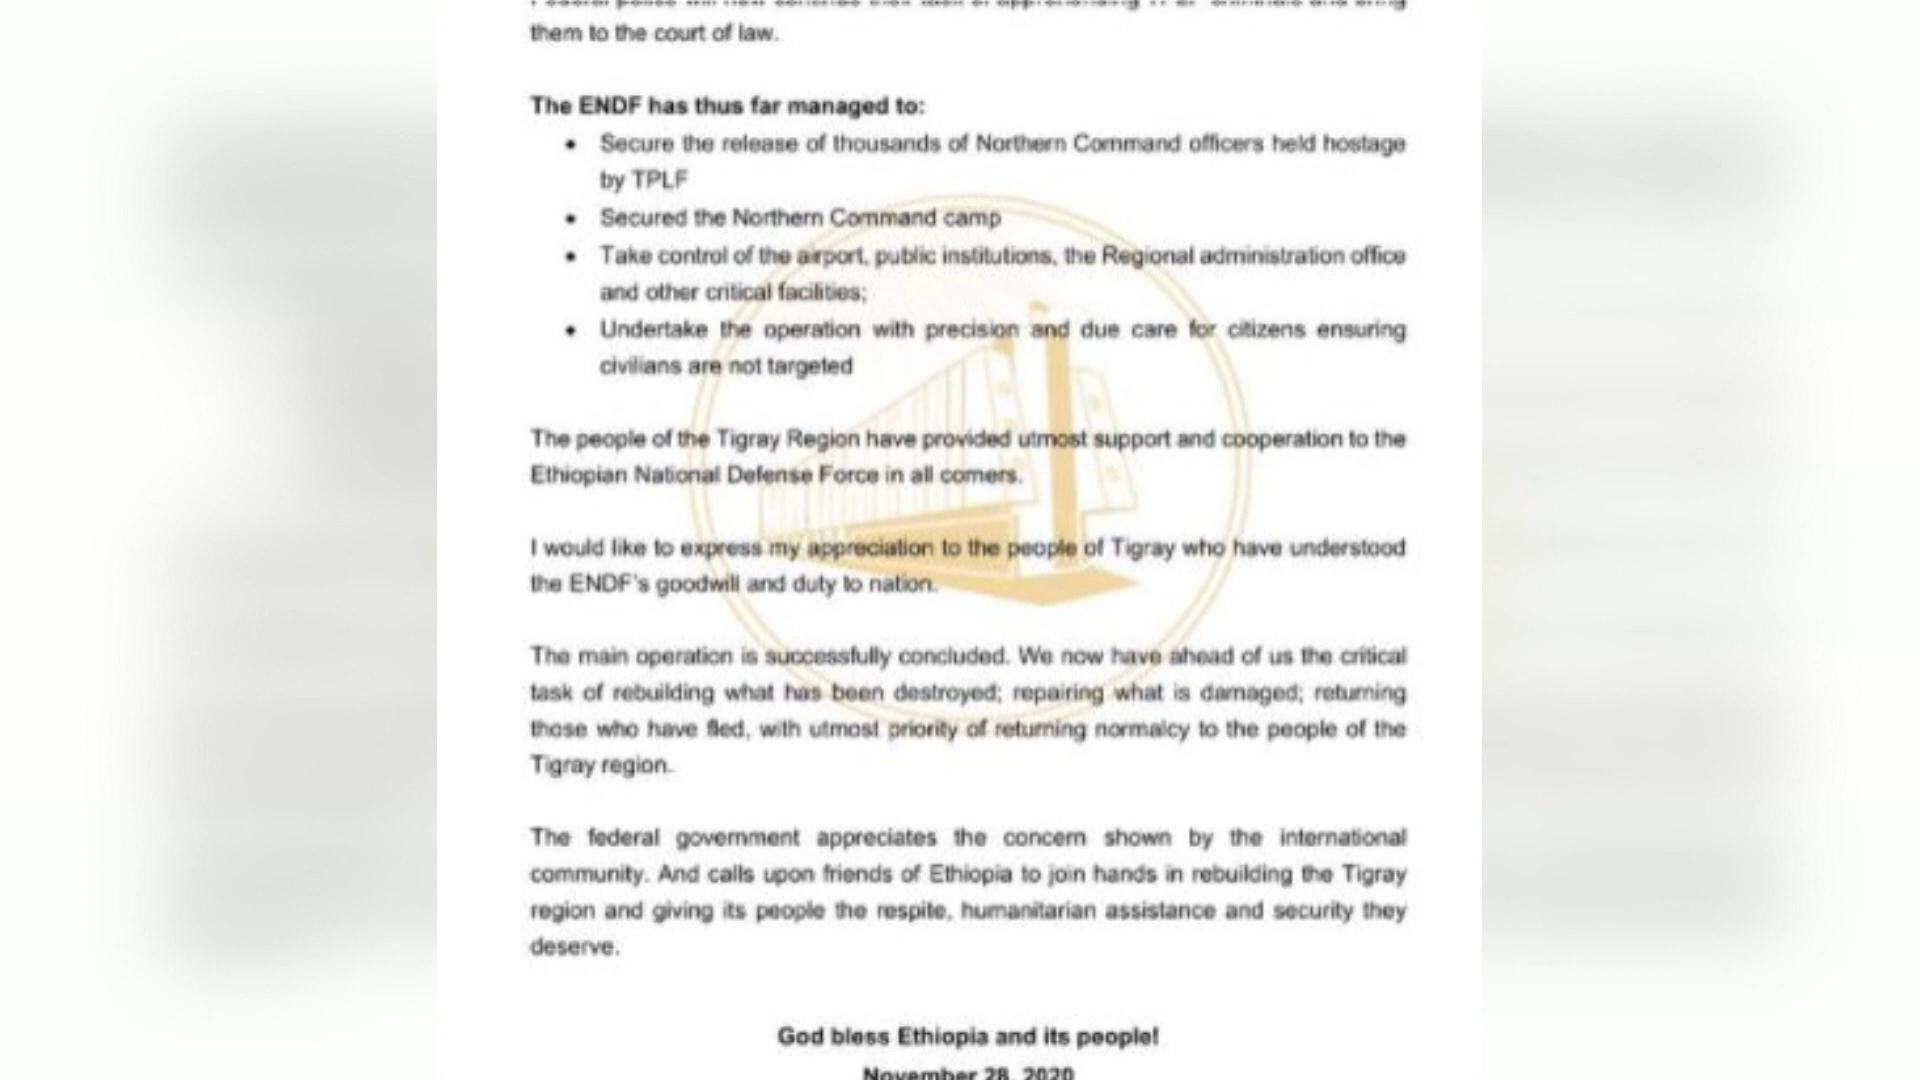 them to the court of law.
The ENDF has thus far managed to:
• Secure the release of thousands of Northern Command officers held hostage
by TPLF
• Secured the Northern Command camp
• Take control of the airport, public institutions, the Regional administration office
and other critical facilities;
• Undertake the operation with precision and due care for citizens ensuring
civilians are not targeted
The people of the Tigray Region have provided utmost support and cooperation to the
Ethiopian National Defense Force in all corners.
I would like to express my appreciation to the people of Tigray who have understood
the ENDF's goodwill and duty to nation.
The main operation is successfully concluded. We now have ahead of us the critical
task of rebuilding what has been destroyed; repairing what is damaged; returning
those who have fled, with utmost priority of returning normalcy to the people of the
Tigray region.
The federal government appreciates the concern shown by the international
community. And calls upon friends of Ethiopia to join hands in rebuilding the Tigray
region and giving its people the respite, humanitarian assistance and security they
deserve.
God bless Ethiopia and its people!
November 28, 2020